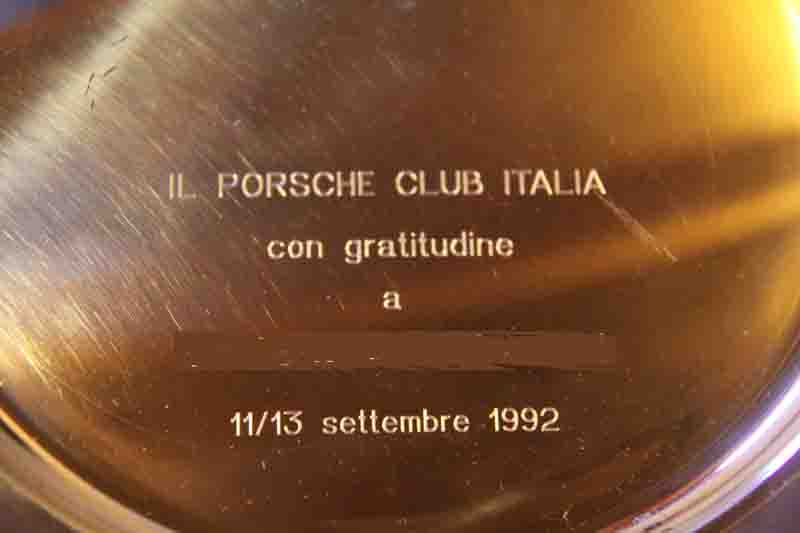 IL PORSCHE CLUB ITALIA
con gratitudine
a
11/13 settembre 1992